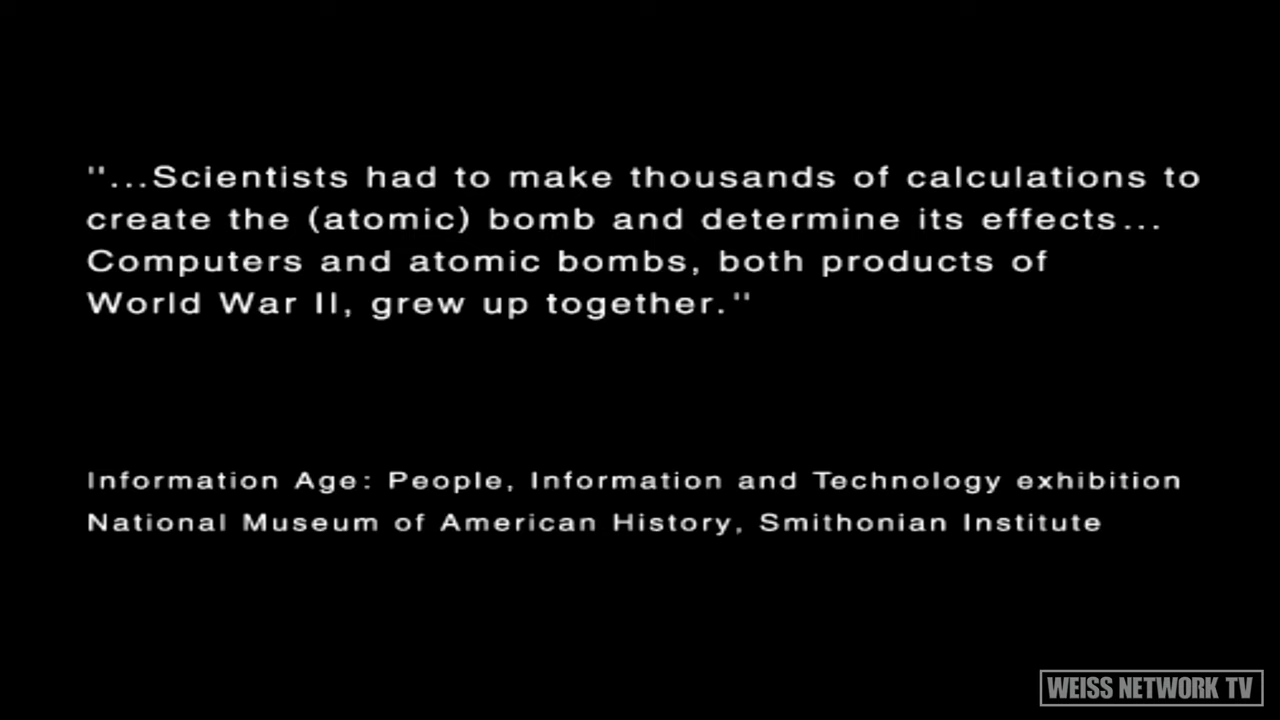 "...Scientists had to make thousands of calculations to
create the (atomic) bomb and determine its effects...
Computers and atomic bombs, both products of
World War II, grew up together."
Information Age: People, Information and Technology exhibition
National Museum of American History, Smithonian Institute
WEISS NETWORK TV